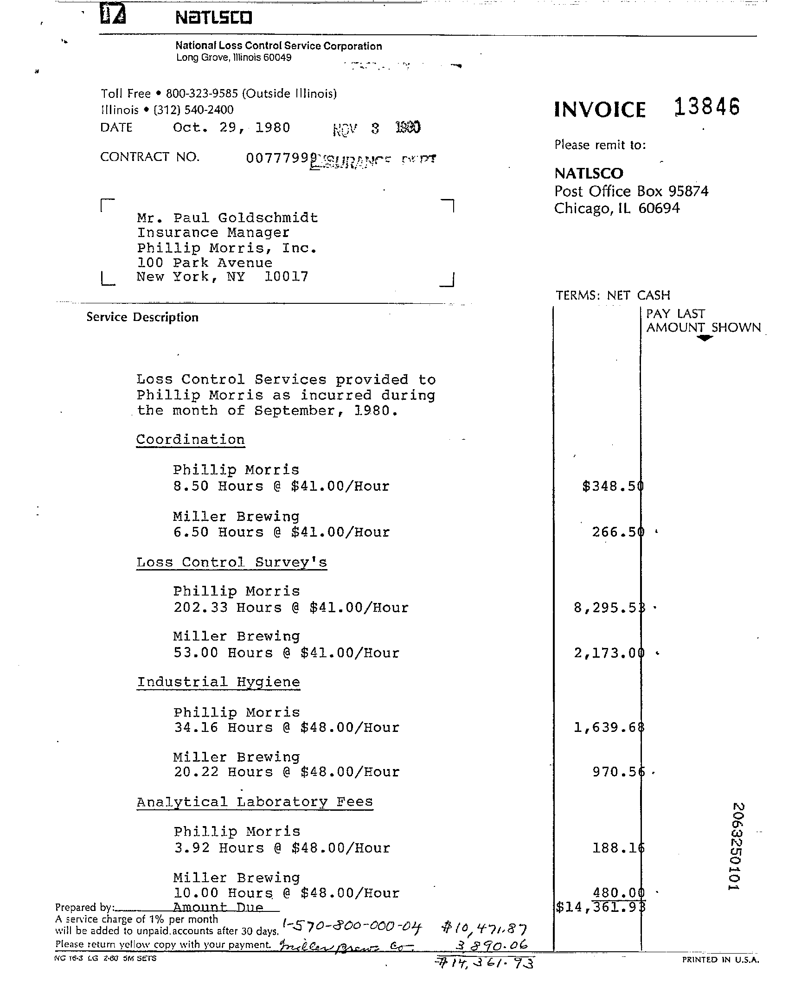 NATLSCO
National Loss Control Service Corporation
Long Grove, Illinois 60049
Toll Free • 800-323-9585 (Outside Illinois)
Illinois • (312) 540-2400
DATE Oct. 29, 1980 NOV 3 1980
CONTRACT NO. 00777999 INSURANCE DEPT
INVOICE 13846
Please remit to:
NATLSCO
Post Office Box 95874
Chicago, IL 60694
Mr. Paul Goldschmidt
Insurance Manager
Phillip Morris, Inc.
100 Park Avenue
New York, NY 10017
TERMS: NET CASH
Service Description
PAY LAST
AMOUNT SHOWN
Loss Control Services provided to
Phillip Morris as incurred during
the month of September, 1980.
Coordination
Phillip Morris
8.50 Hours @ $41.00/Hour $348.50
Miller Brewing
6.50 Hours @ $41.00/Hour 266.50
Loss Control Survey's
Phillip Morris
202.33 Hours @ $41.00/Hour 8,295.53
Miller Brewing
53.00 Hours @ $41.00/Hour 2,173.00
Industrial Hygiene
Phillip Morris
34.16 Hours @ $48.00/Hour 1,639.68
Miller Brewing
20.22 Hours @ $48.00/Hour 970.56
Analytical Laboratory Fees
Phillip Morris
3.92 Hours @ $48.00/Hour 188.16
Miller Brewing
10.00 Hours @ $48.00/Hour 480.00
Prepared by: Amount Due $14,361.93
A service charge of 1% per month
will be added to unpaid accounts after 30 days. 1-570-800-000-04 $10,471.87
Please return yellow copy with your payment. Miller Brewg Co- 3 890.06
$14,361.93
NG 16-3 LG 2-80 5M SETS
PRINTED IN U.S.A.
2063250101